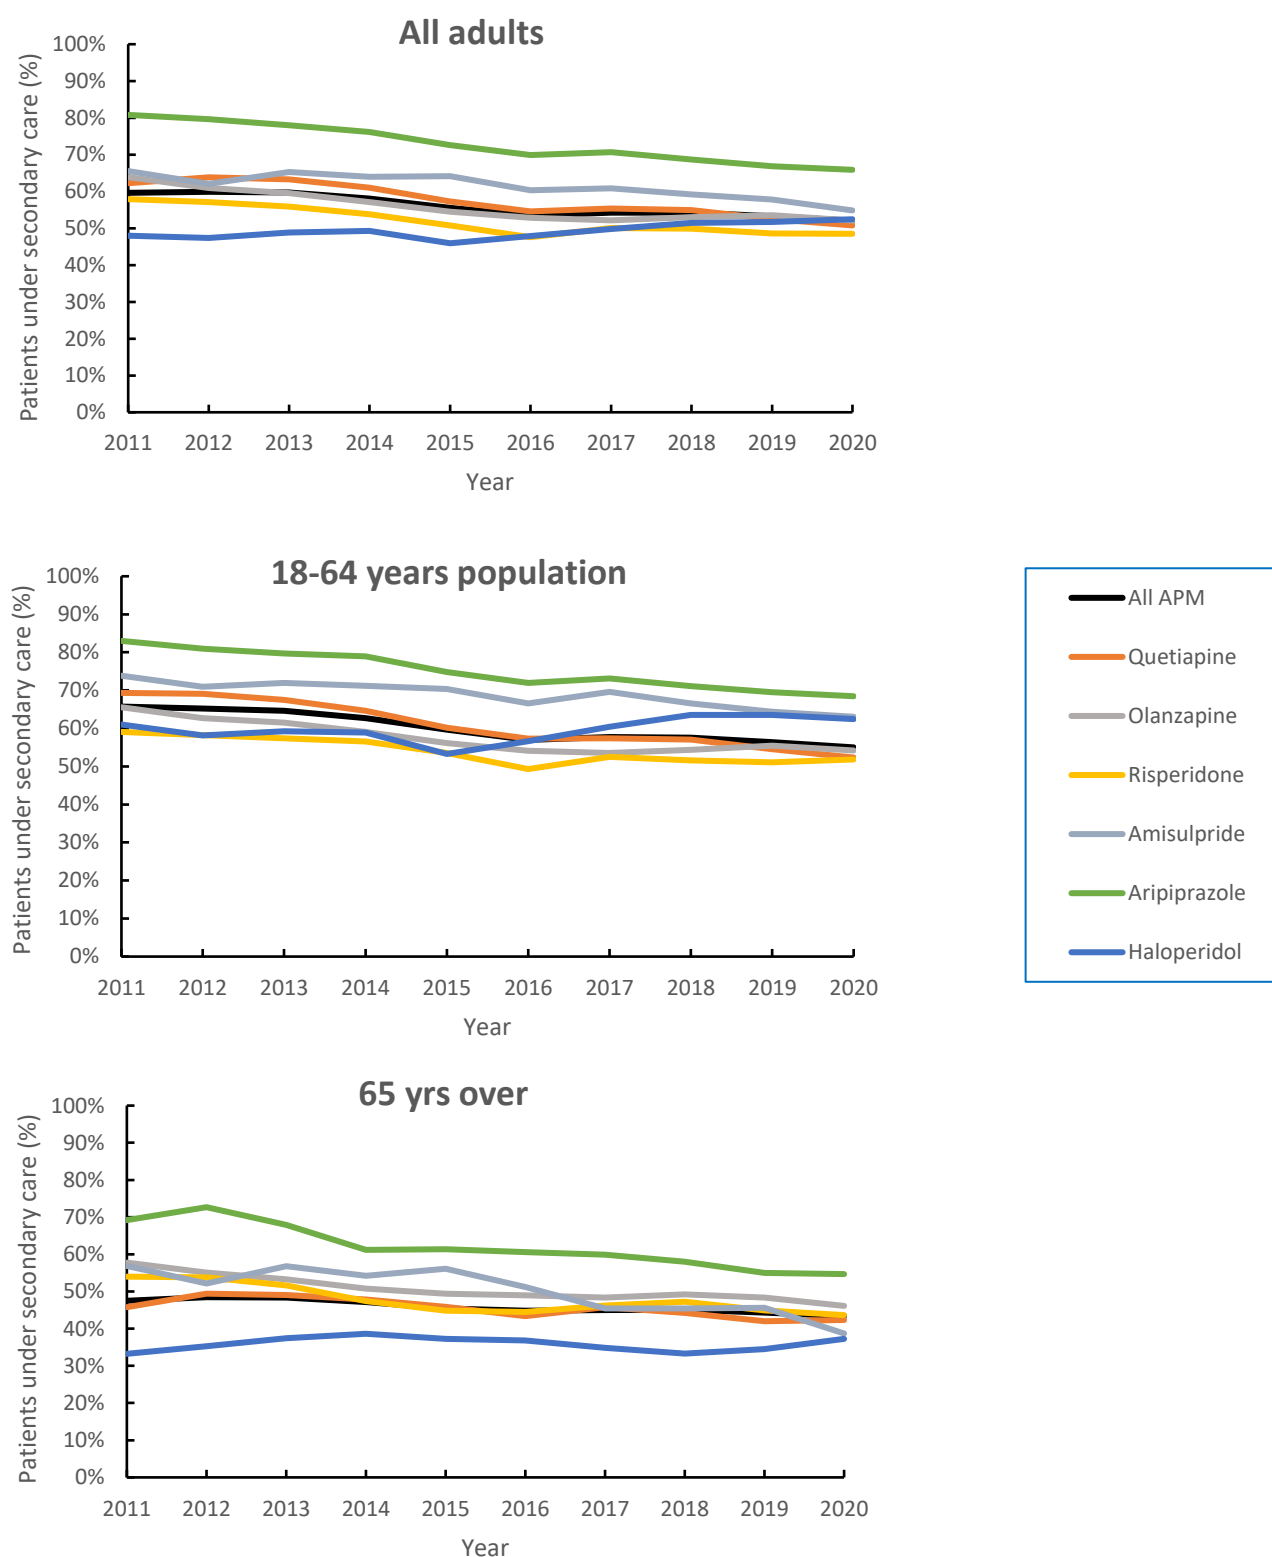 All adults
Patients under secondary care (%)
100%
90%
80%
70%
60%
50%
40%
30%
20%
10%
0%
2011 2012 2013 2014 2015 2016 2017 2018 2019 2020
Year
18-64 years population
Patients under secondary care (%)
100%
90%
80%
70%
60%
50%
40%
30%
20%
10%
0%
2011 2012 2013 2014 2015 2016 2017 2018 2019 2020
Year
All APM
Quetiapine
Olanzapine
Risperidone
Amisulpride
Aripiprazole
Haloperidol
65 yrs over
Patients under secondary care (%)
100%
90%
80%
70%
60%
50%
40%
30%
20%
10%
0%
2011 2012 2013 2014 2015 2016 2017 2018 2019 2020
Year